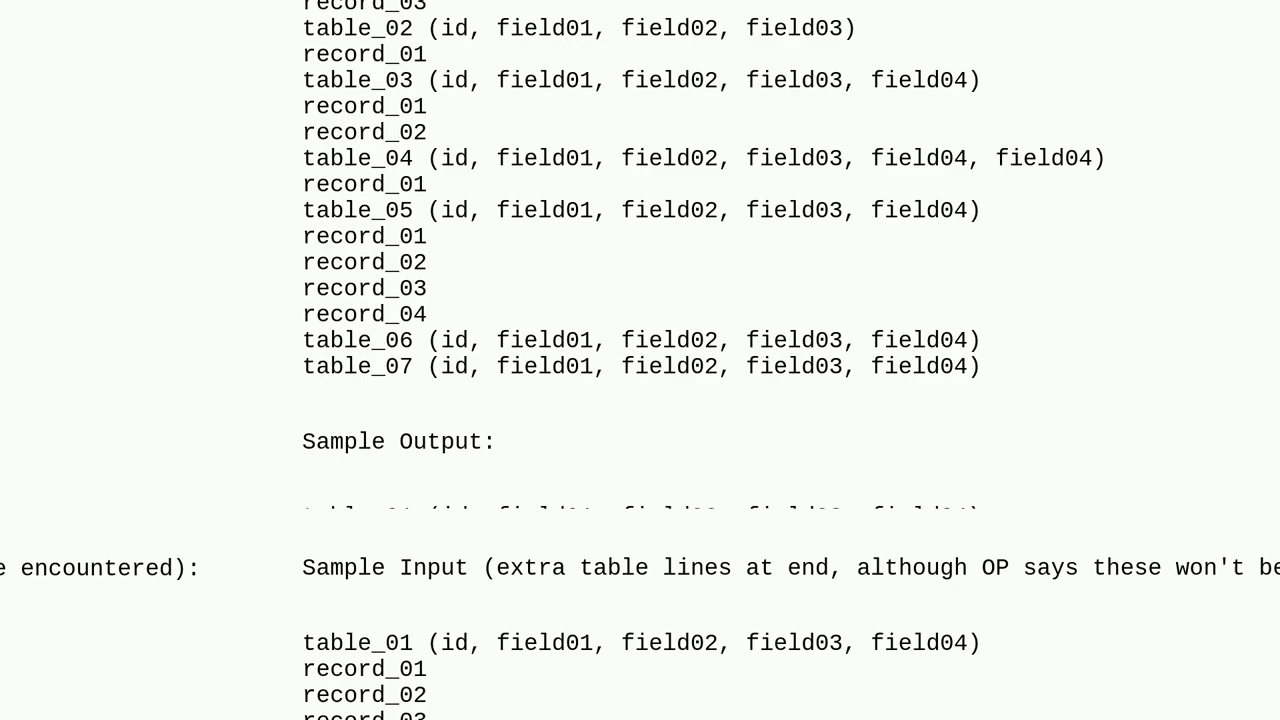 record_03
table_02 (id, field01, field02, field03)
record_01
table_03 (id, field01, field02, field03, field04)
record_01
record_02
table_04 (id, field01, field02, field03, field04, field04)
record_01
table_05 (id, field01, field02, field03, field04)
record_01
record_02
record_03
record_04
table_06 (id, field01, field02, field03, field04)
table_07 (id, field01, field02, field03, field04)
Sample Output:
e encountered):
Sample Input (extra table lines at end, although OP says these won't be
table_01 (id, field01, field02, field03, field04)
record_01
record_02
record_03